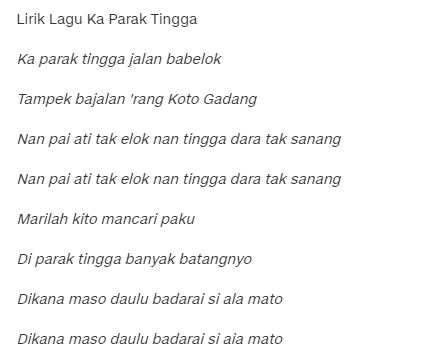 Lirik Lagu Ka Parak Tingga
Ka parak tingga jalan babelok
Tampek bajalan 'rang Koto Gadang
Nan pai ati tak elok nan tingga dara tak sanang
Nan pai ati tak elok nan tingga dara tak sanang
Marilah kito mancari paku
Di parak tingga banyak batangnyo
Dikana maso daulu badarai si ala mato
Dikana maso daulu badarai si aia mato